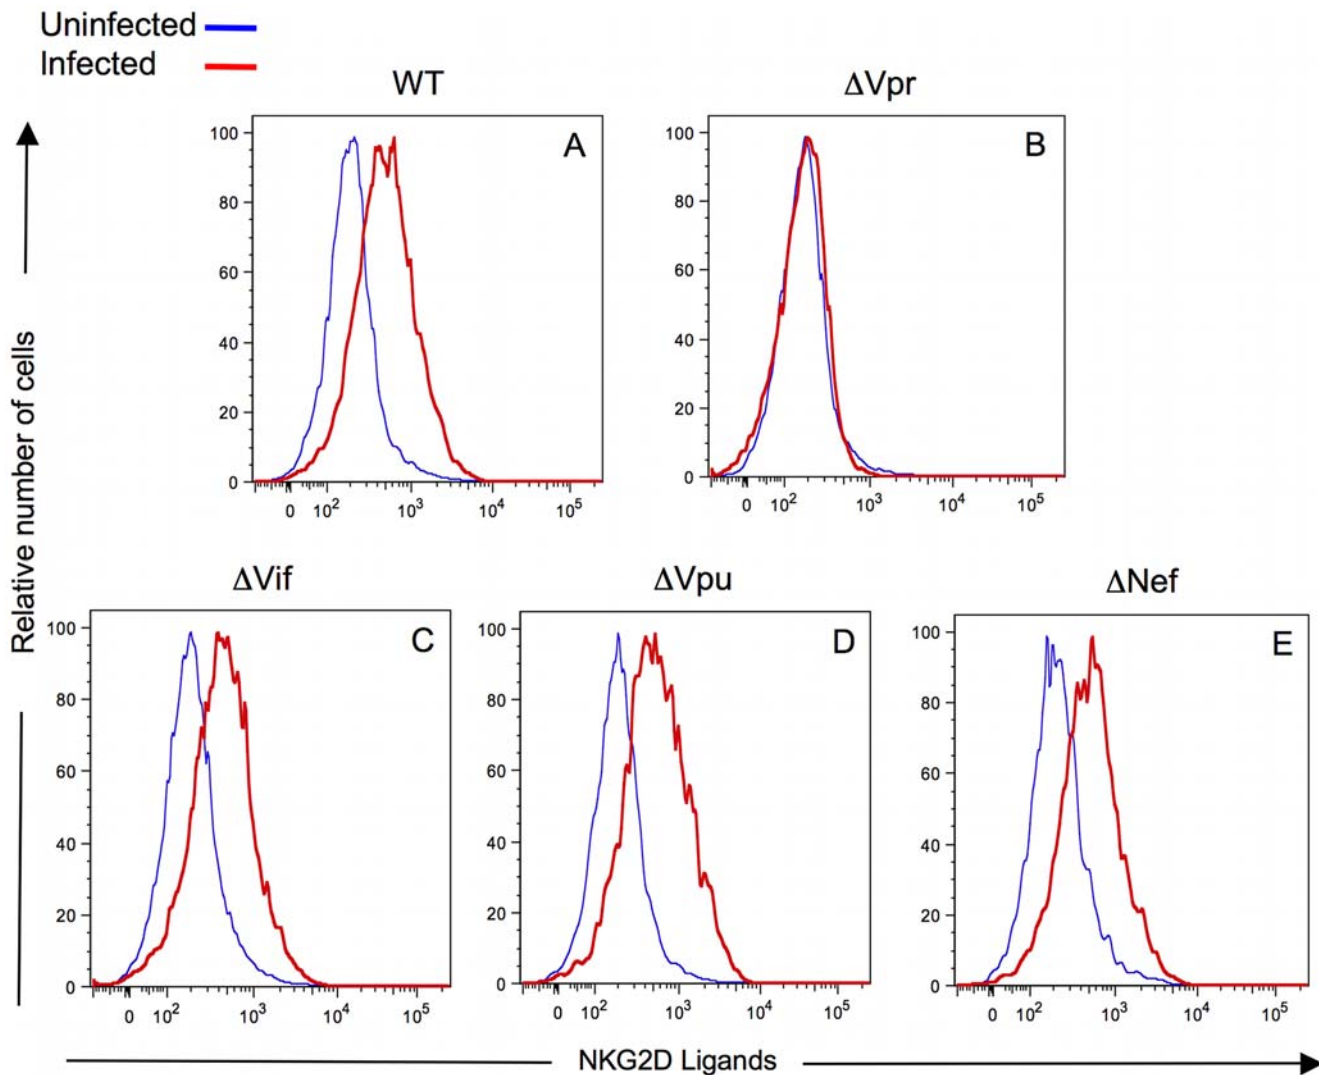 Uninfected
Infected
WT
ΔVpr
A
B
100
80
60
40
20
0
0 10² 10³ 10⁴ 10⁵
100
80
60
40
20
0
0 10² 10³ 10⁴ 10⁵
Relative number of cells
ΔVif
ΔVpu
ΔNef
C
D
E
100
80
60
40
20
0
0 10² 10³ 10⁴ 10⁵
100
80
60
40
20
0
0 10² 10³ 10⁴ 10⁵
100
80
60
40
20
0
0 10² 10³ 10⁴ 10⁵
NKG2D Ligands